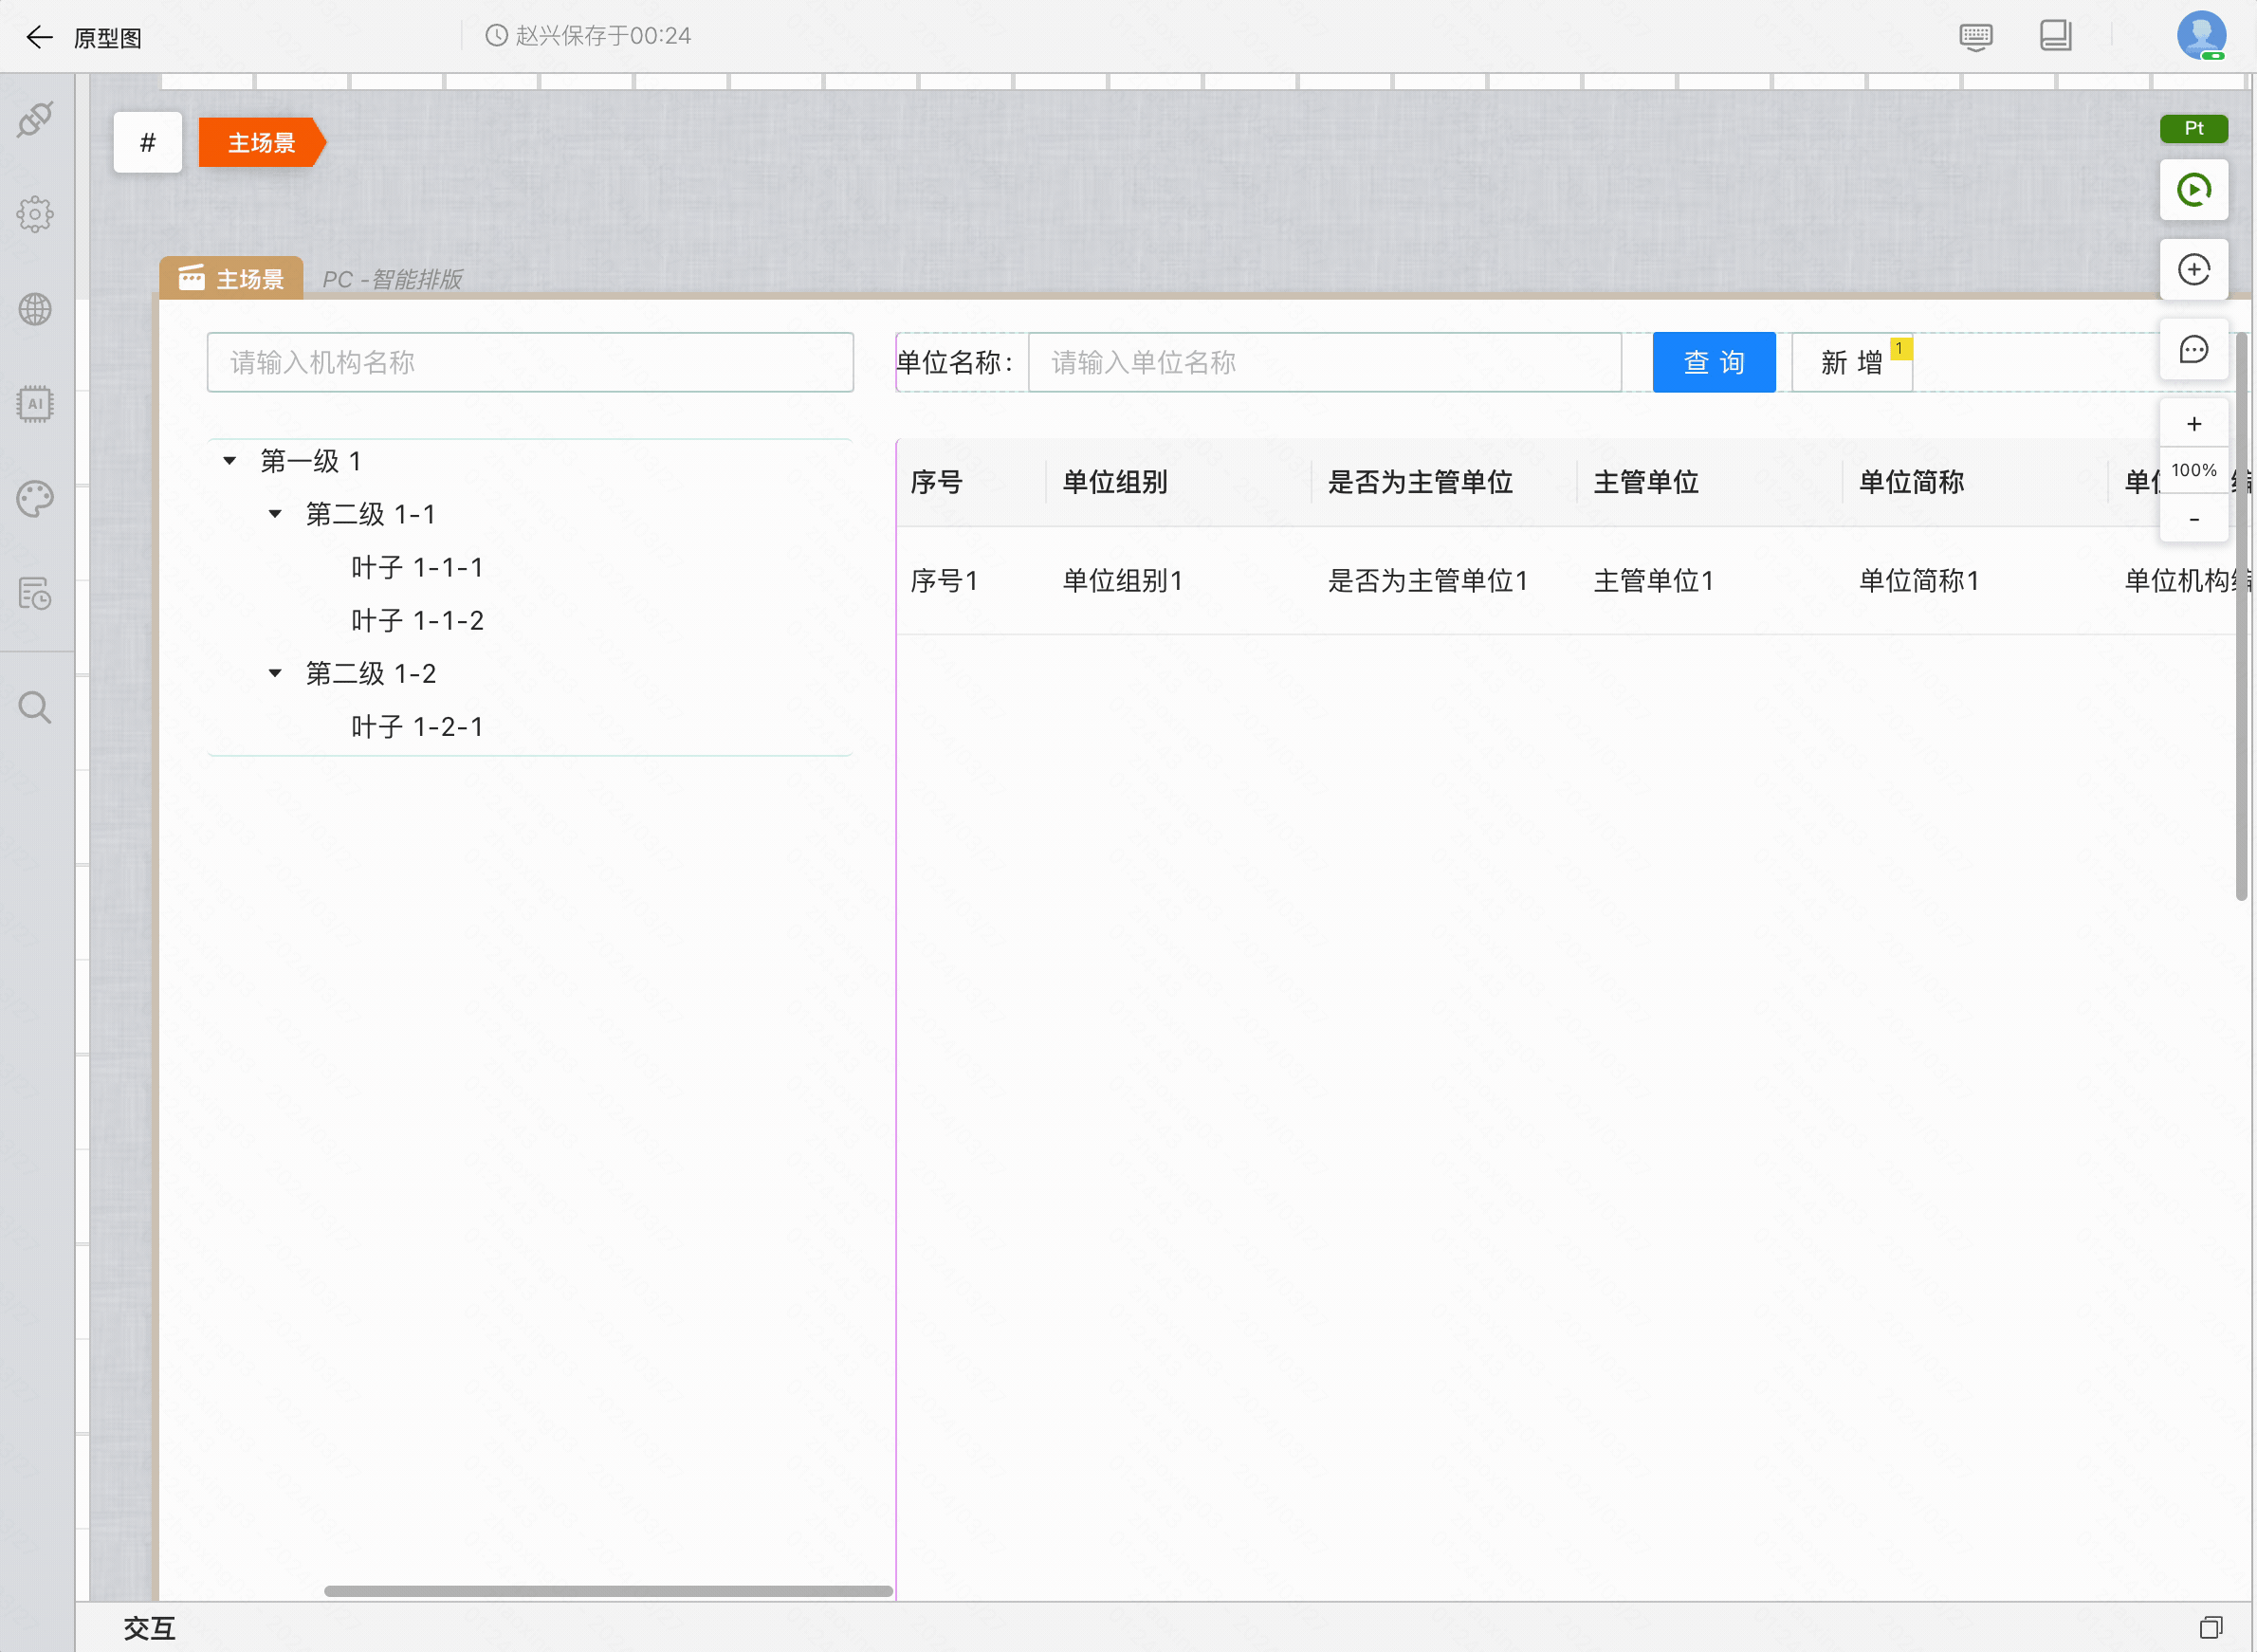 原型图
赵兴保存于00:24
# 主场景
Pt
主场景 PC -智能排版
请输入机构名称
单位名称: 请输入单位名称 查 询 新 增 1
AI
+
100%
-
第一级 1
第二级 1-1
叶子 1-1-1
叶子 1-1-2
第二级 1-2
叶子 1-2-1
序号 单位组别 是否为主管单位 主管单位 单位简称
序号1 单位组别1 是否为主管单位1 主管单位1 单位简称1 单位机构编
交互